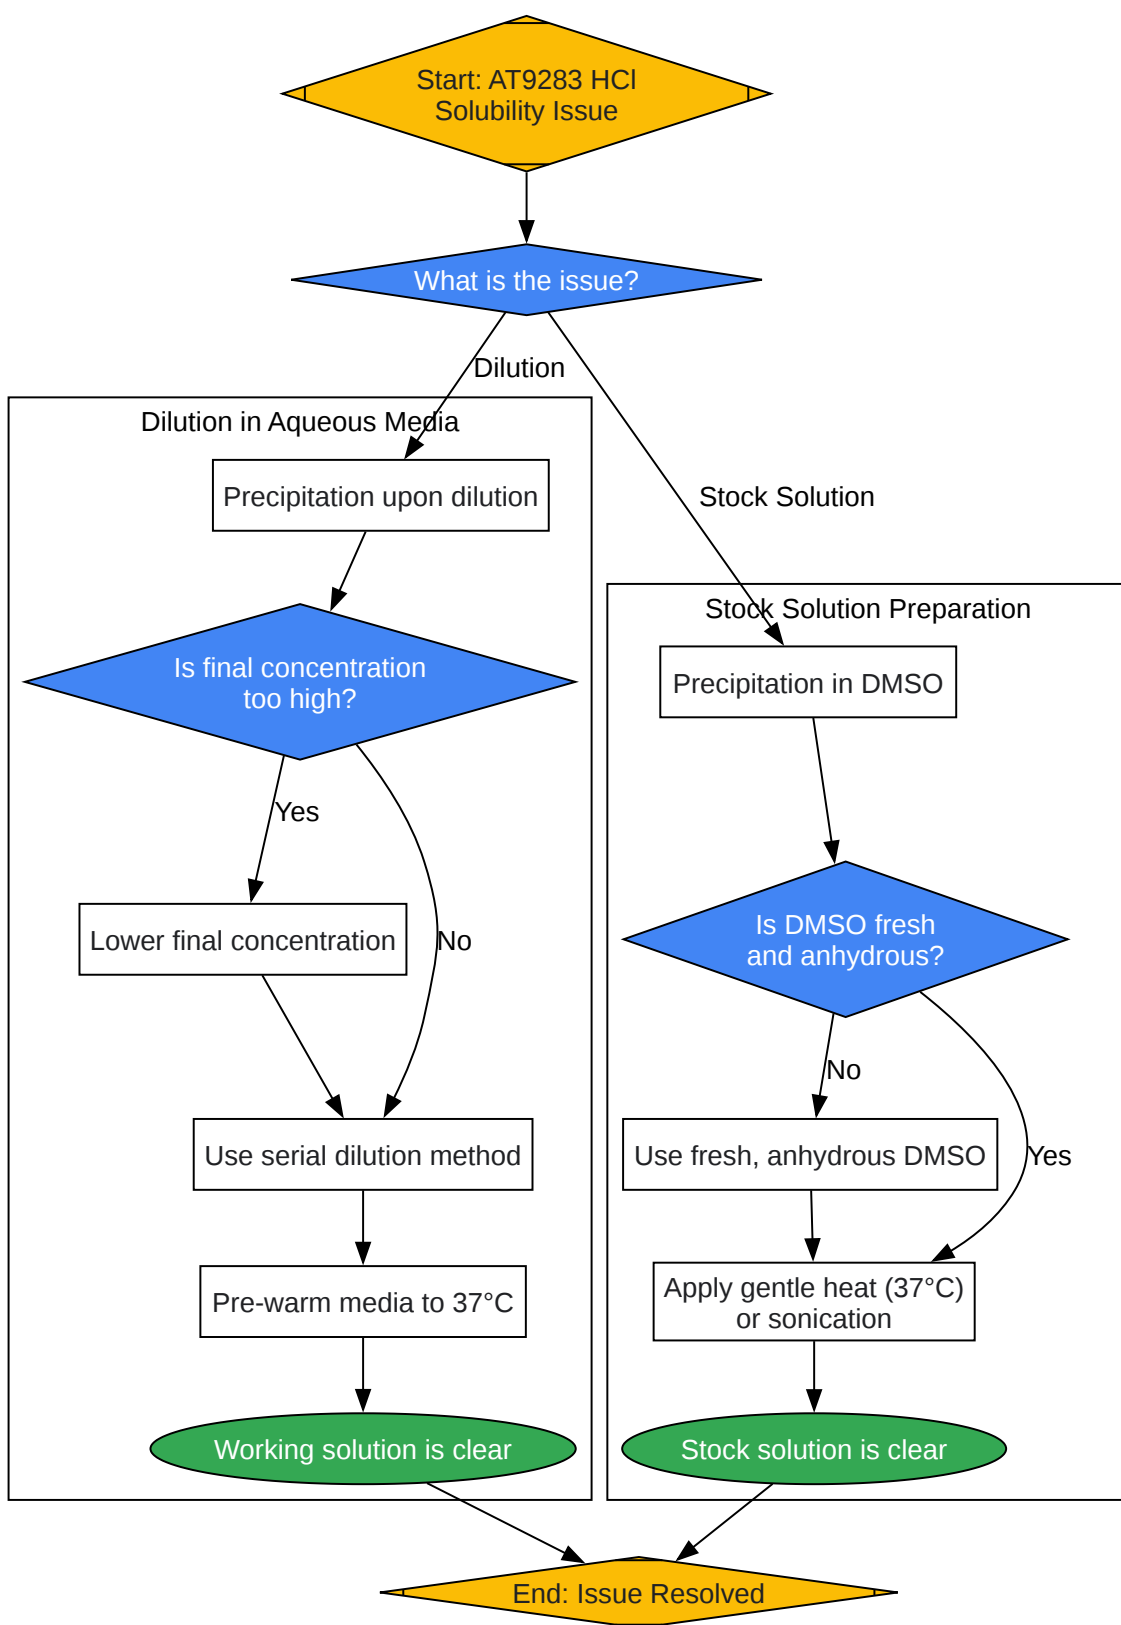 Start: AT9283 HCl
Solubility Issue
What is the issue?
Dilution
Dilution in Aqueous Media
Precipitation upon dilution
Stock Solution
Stock Solution Preparation
Is final concentration
too high?
Precipitation in DMSO
Yes
Lower final concentration
No
Is DMSO fresh
and anhydrous?
No
Use serial dilution method
Use fresh, anhydrous DMSO
Yes
Pre-warm media to 37°C
Apply gentle heat (37°C)
or sonication
Working solution is clear
Stock solution is clear
End: Issue Resolved